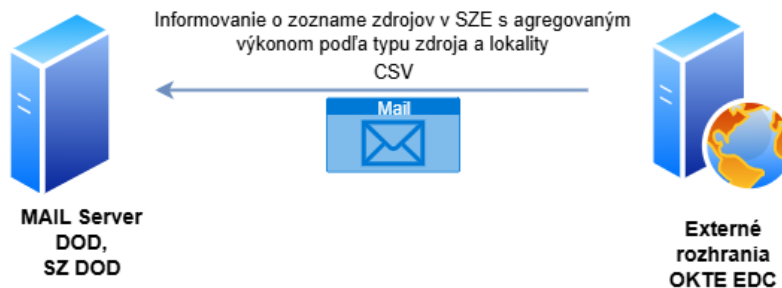 Informovanie o zozname zdrojov v SZE s agregovaným
výkonom podľa typu zdroja a lokality
CSV
Mail
MAIL Server
DOD,
SZ DOD
Externé
rozhrania
OKTE EDC